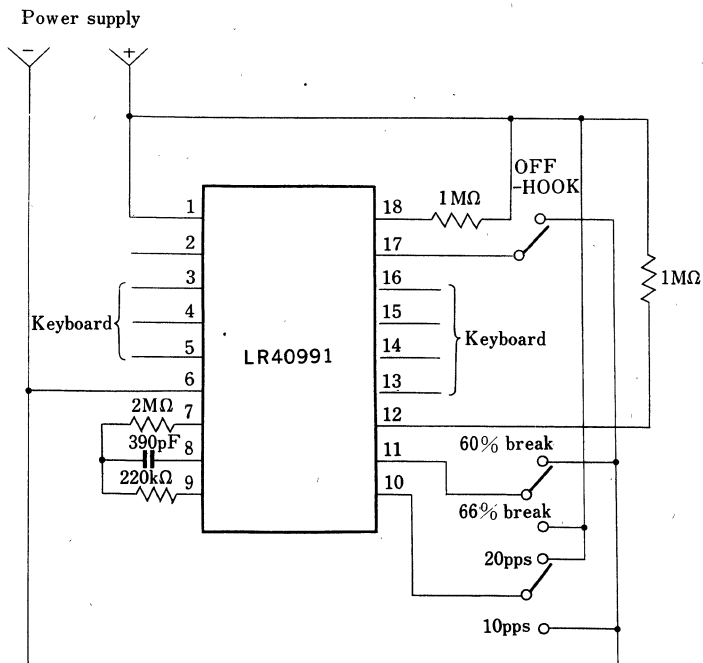 Power supply
− +
OFF
-HOOK
1 18 1MΩ
2 17
3 16
1MΩ
Keyboard 4 15 Keyboard
5 14
LR40991
6 13
2MΩ 7 12
390pF 8 11 60% break
220kΩ 9 10
66% break
20pps
10pps